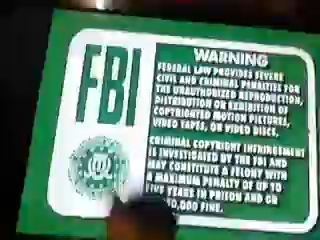 FBI
WARNING
FEDERAL LAW PROVIDES SEVERE
CIVIL AND CRIMINAL PENALTIES FOR
THE UNAUTHORIZED REPRODUCTION,
DISTRIBUTION OR EXHIBITION OF
COPYRIGHTED MOTION PICTURES,
VIDEO TAPES, OR VIDEO DISCS.
CRIMINAL COPYRIGHT INFRINGEMENT
IS INVESTIGATED BY THE FBI AND
MAY CONSTITUTE A FELONY WITH
A MAXIMUM PENALTY OF UP TO
FIVE YEARS IN PRISON AND OR
0,000 FINE.